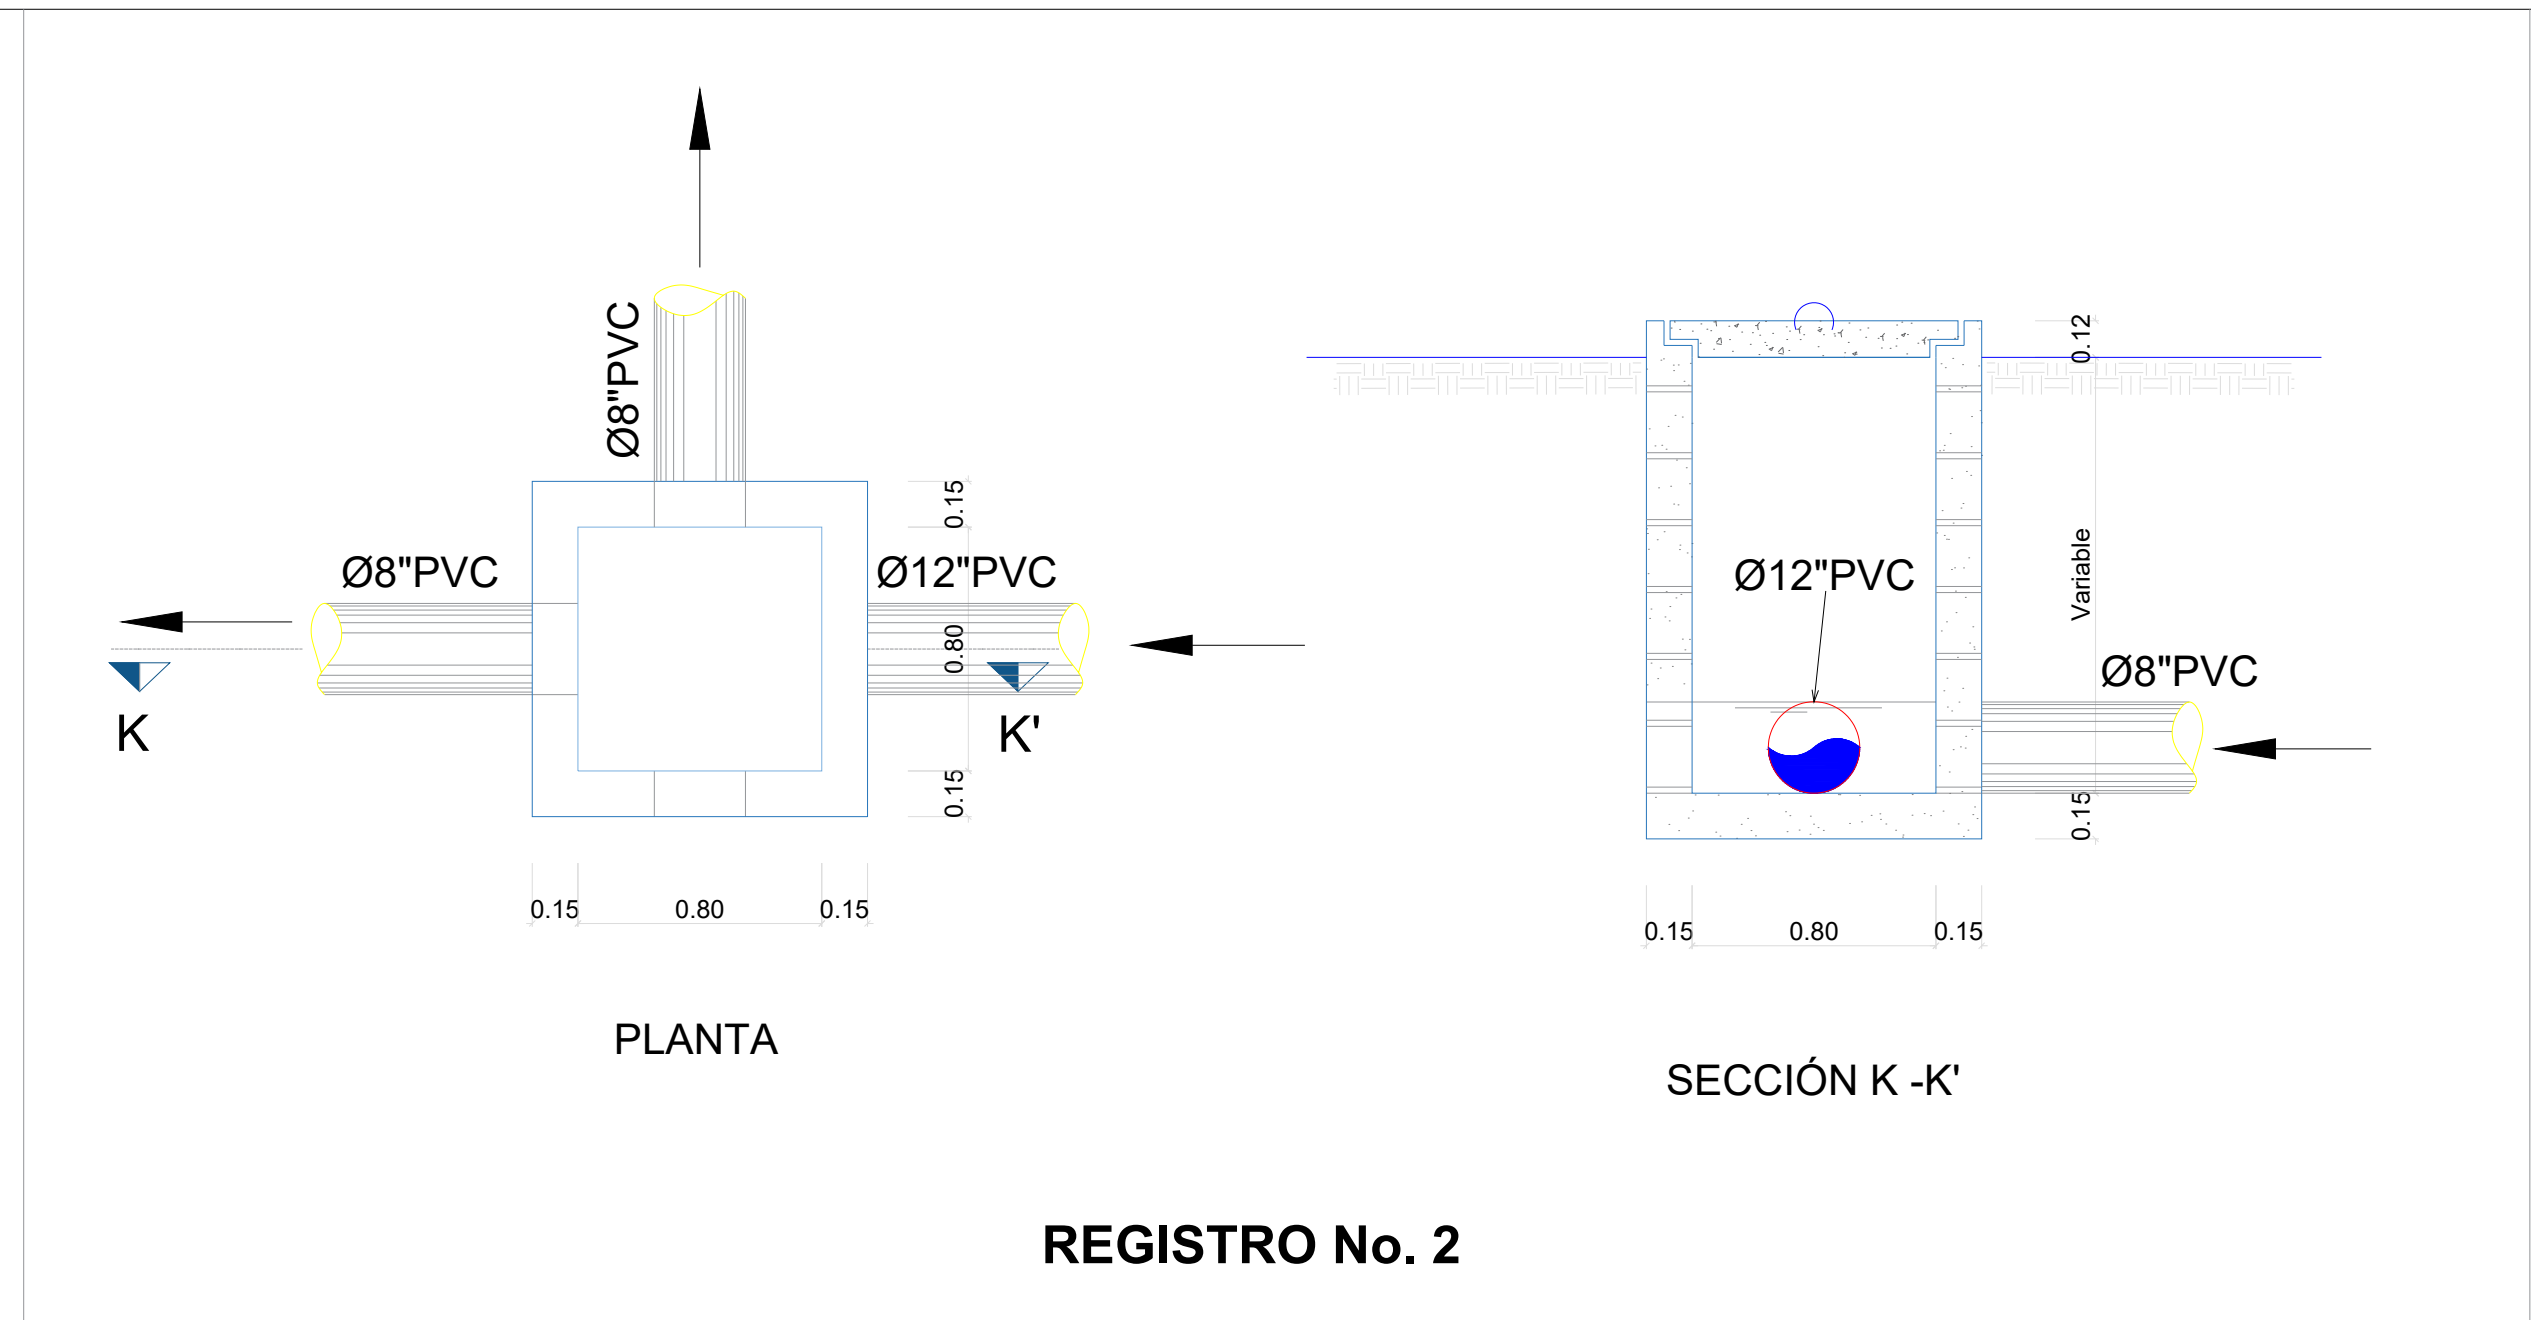 Ø8"PVC
Ø8"PVC
Ø12"PVC
0.15
0.80
0.15
K
K'
0.15
0.80
0.15
PLANTA
0.12
Variable
Ø12"PVC
Ø8"PVC
0.15
0.15
0.80
0.15
SECCIÓN K -K'
REGISTRO No. 2